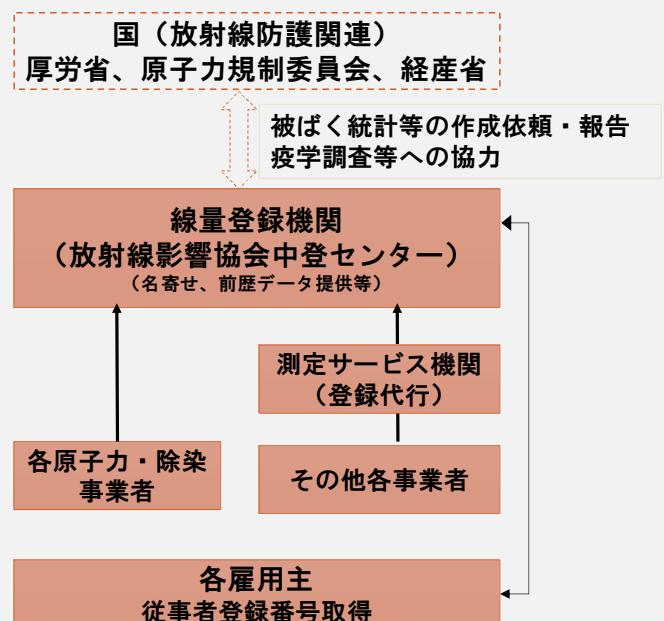 国（放射線防護関連）
厚労省、原子力規制委員会、経産省
被ばく統計等の作成依頼・報告
疫学調査等への協力
線量登録機関
（放射線影響協会中登センター）
（名寄せ、前歴データ提供等）
測定サービス機関
（登録代行）
各原子力・除染
事業者
その他各事業者
各雇用主
従事者登録番号取得